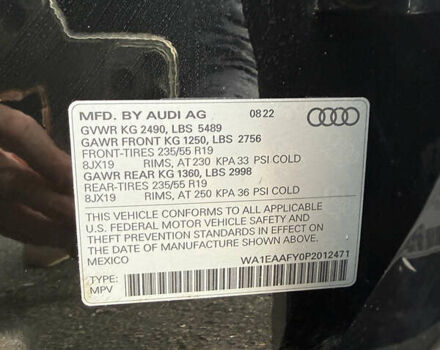 MFD. BY AUDI AG 08 22
GVWR KG 2490, LBS 5489
GAWR FRONT KG 1250, LBS 2756
FRONT-TIRES 235/55 R19
8JX19 RIMS, AT 230 KPA 33 PSI COLD
GAWR REAR KG 1360, LBS 2998
REAR-TIRES 235/55 R19
8JX19 RIMS, AT 250 KPA 36 PSI COLD
THIS VEHICLE CONFORMS TO ALL APPLICABLE
U.S. FEDERAL MOTOR VEHICLE SAFETY AND
THEFT PREVENTION STANDARDS IN EFFECT ON
THE DATE OF MANUFACTURE SHOWN ABOVE.
MEXICO WA1EAAFY0P2012471
TYPE:
MPV